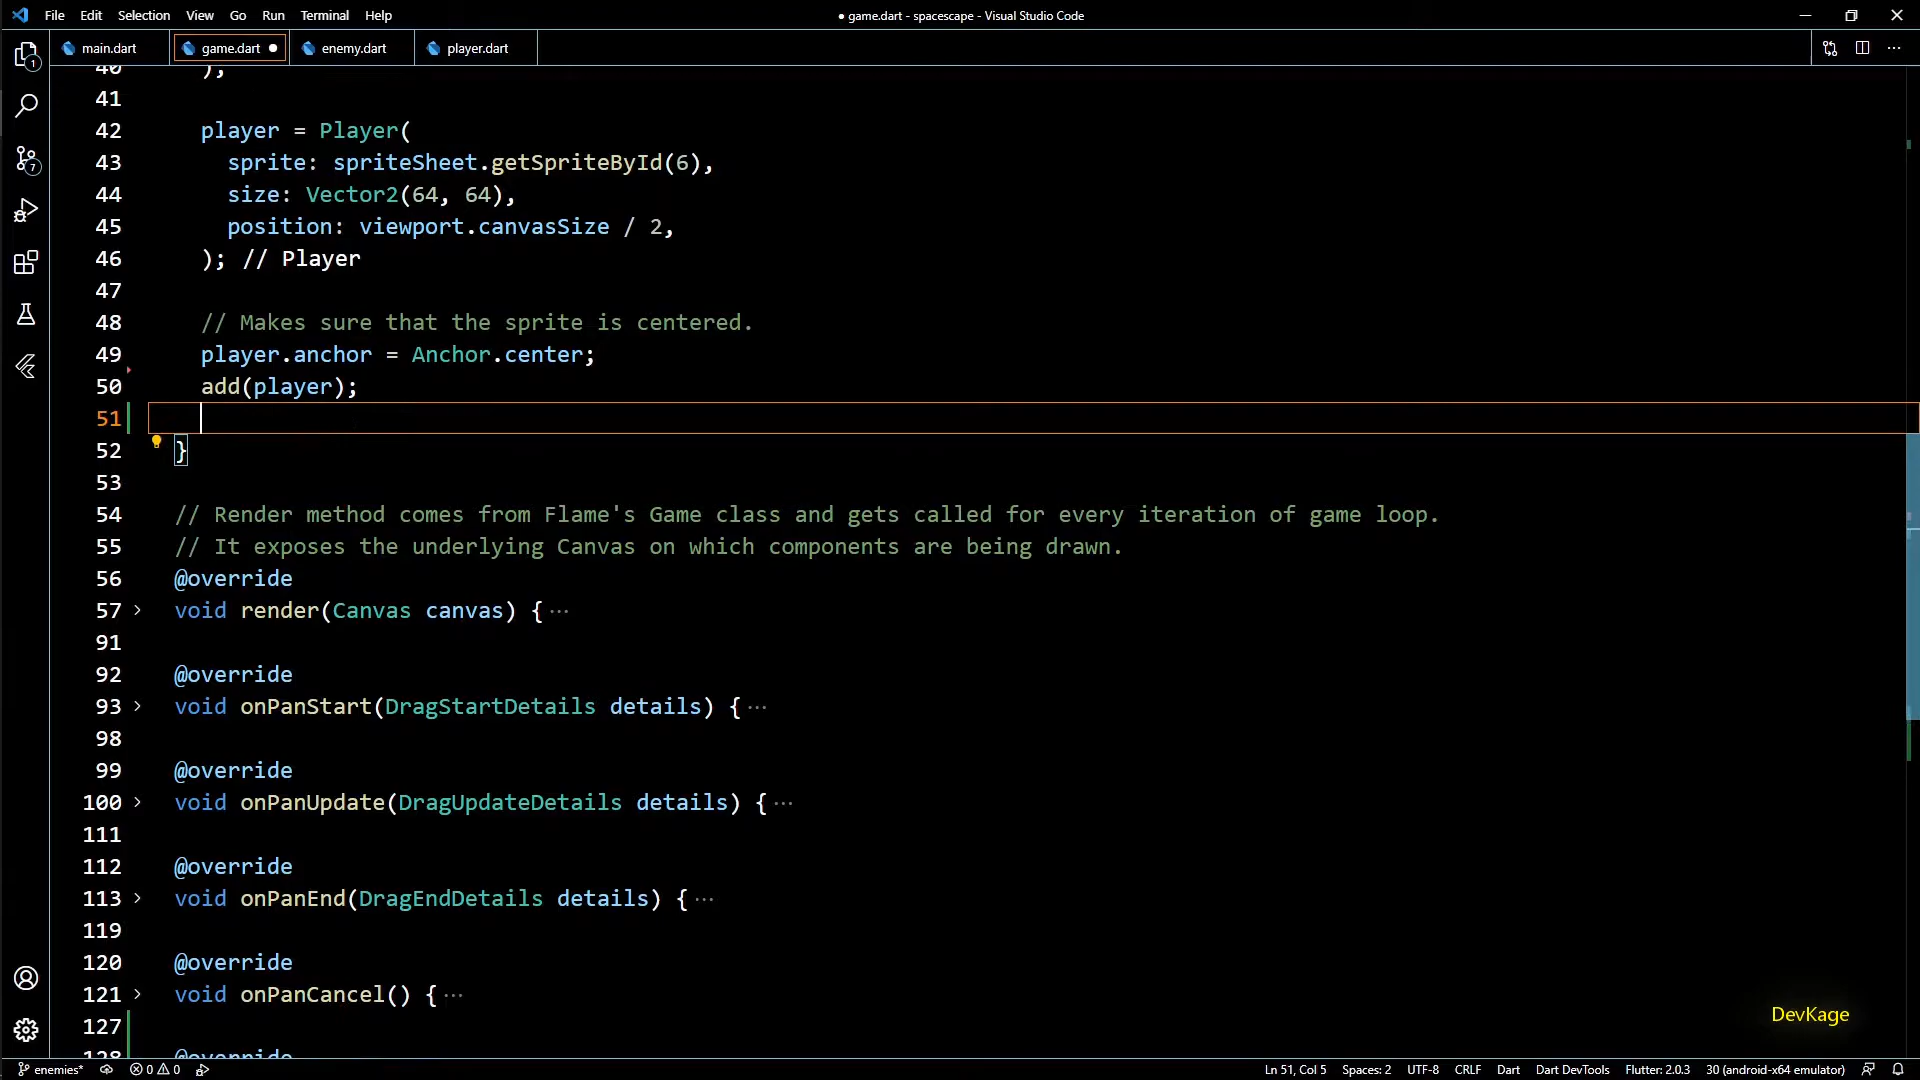 File Edit Selection View Go Run Terminal Help
● game.dart - spacescape - Visual Studio Code
main.dart game.dart ● enemy.dart player.dart
40 );
41
42 player = Player(
43 sprite: spriteSheet.getSpriteById(6),
44 size: Vector2(64, 64),
45 position: viewport.canvasSize / 2,
46 ); // Player
47
48 // Makes sure that the sprite is centered.
49 player.anchor = Anchor.center;
50 add(player);
51
52 }
53
54 // Render method comes from Flame's Game class and gets called for every iteration of game loop.
55 // It exposes the underlying Canvas on which components are being drawn.
56 @override
57 void render(Canvas canvas) {···
91
92 @override
93 void onPanStart(DragStartDetails details) {···
98
99 @override
100 void onPanUpdate(DragUpdateDetails details) {···
111
112 @override
113 void onPanEnd(DragEndDetails details) {···
119
120 @override
121 void onPanCancel() {···
127
128 @override
1
7
DevKage
enemies* 0 0 Ln 51, Col 5 Spaces: 2 UTF-8 CRLF Dart Dart DevTools Flutter: 2.0.3 30 (android-x64 emulator)